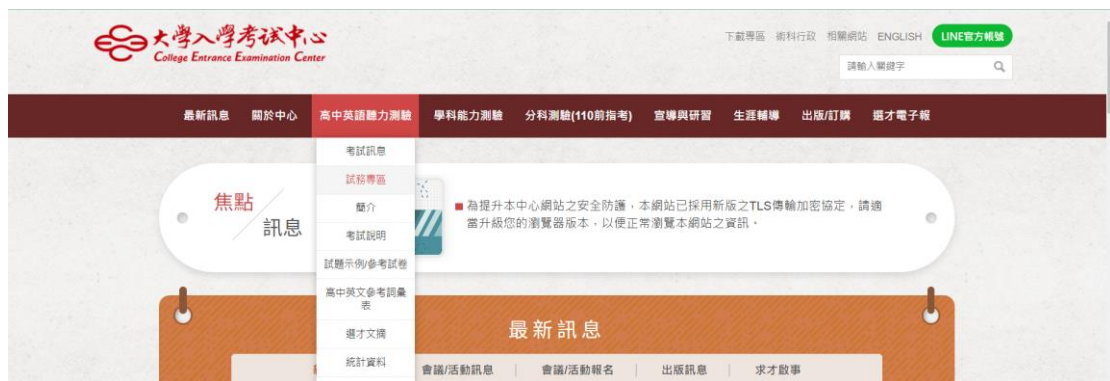 大學入學考試中心
College Entrance Examination Center
下載專區 術科行政 相關網站 ENGLISH LINE官方帳號
請輸入關鍵字
最新訊息 關於中心 高中英語聽力測驗 學科能力測驗 分科測驗(110前指考) 宣導與研習 生涯輔導 出版/訂購 選才電子報
考試訊息
試務專區
簡介
考試說明
試題示例/參考試卷
高中英文參考詞彙
表
選才文摘
統計資料
焦點
訊息
為提升本中心網站之安全防護，本網站已採用新版之TLS傳輸加密協定，請適
當升級您的瀏覽器版本，以便正常瀏覽本網站之資訊。
最新訊息
會議/活動訊息 | 會議/活動報名 | 出版訊息 | 求才啟事